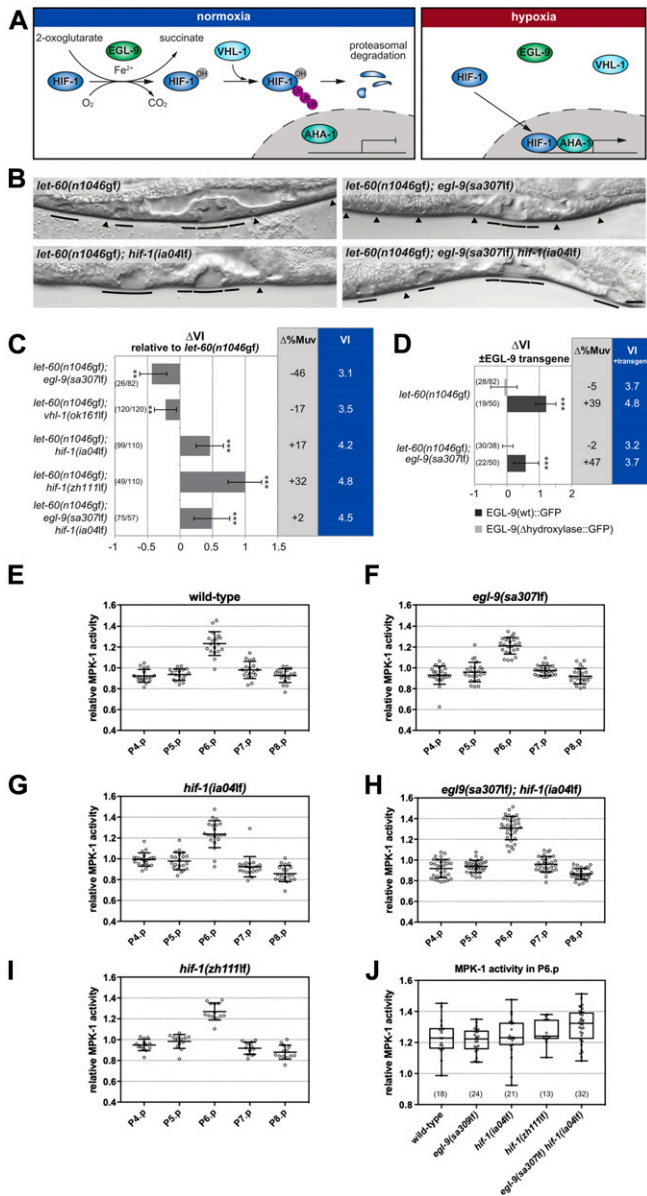 A
normoxia
hypoxia
2-oxoglutarate
EGL-9
succinate
VHL-1
proteasomal
degradation
HIF-1
Fe2+
HIF-1
OH
HIF-1
OH
O2
CO2
Ub
Ub
Ub
AHA-1
EGL-9
VHL-1
HIF-1
HIF-1
AHA-1
B
let-60(n1046gf)
let-60(n1046gf); egl-9(sa307lf)
let-60(n1046gf); hif-1(ia04lf)
let-60(n1046gf); egl-9(sa307lf) hif-1(ia04lf)
C
ΔVI
relative to let-60(n1046gf)
Δ%Muv
VI
let-60(n1046gf);
egl-9(sa307lf)
(26/82)
**
-46
3.1
let-60(n1046gf);
vhl-1(ok161lf)
(120/120)
**
-17
3.5
let-60(n1046gf);
hif-1(ia04lf)
(99/110)
***
+17
4.2
let-60(n1046gf);
hif-1(zh111lf)
(49/110)
***
+32
4.8
let-60(n1046gf);
egl-9(sa307lf)
hif-1(ia04lf)
(75/57)
***
+2
4.5
-1 -0.5 0 0.5 1 1.5
D
ΔVI
±EGL-9 transgene
Δ%Muv
VI
+transgene
let-60(n1046gf)
(28/82)
-5
3.7
(19/50)
***
+39
4.8
let-60(n1046gf);
egl-9(sa307lf)
(30/38)
-2
3.2
(22/50)
***
+47
3.7
-1 0 1 2
EGL-9(wt)::GFP
EGL-9(Δhydroxylase::GFP)
E
wild-type
relative MPK-1 activity
1.6
1.4
1.2
1.0
0.8
0.6
0.4
P4.p P5.p P6.p P7.p P8.p
F
egl-9(sa307lf)
relative MPK-1 activity
1.6
1.4
1.2
1.0
0.8
0.6
0.4
P4.p P5.p P6.p P7.p P8.p
G
hif-1(ia04lf)
relative MPK-1 activity
1.6
1.4
1.2
1.0
0.8
0.6
0.4
P4.p P5.p P6.p P7.p P8.p
H
egl9(sa307lf); hif-1(ia04lf)
relative MPK-1 activity
1.6
1.4
1.2
1.0
0.8
0.6
0.4
P4.p P5.p P6.p P7.p P8.p
I
hif-1(zh111lf)
relative MPK-1 activity
1.6
1.4
1.2
1.0
0.8
0.6
0.4
P4.p P5.p P6.p P7.p P8.p
J
MPK-1 activity in P6.p
relative MPK-1 activity
1.6
1.4
1.2
1.0
0.8
(18) (24) (21) (13) (32)
wild-type
egl-9(sa309lf)
hif-1(ia04lf)
hif-1(zh111lf)
egl-9(sa307lf) hif-1(ia04lf)